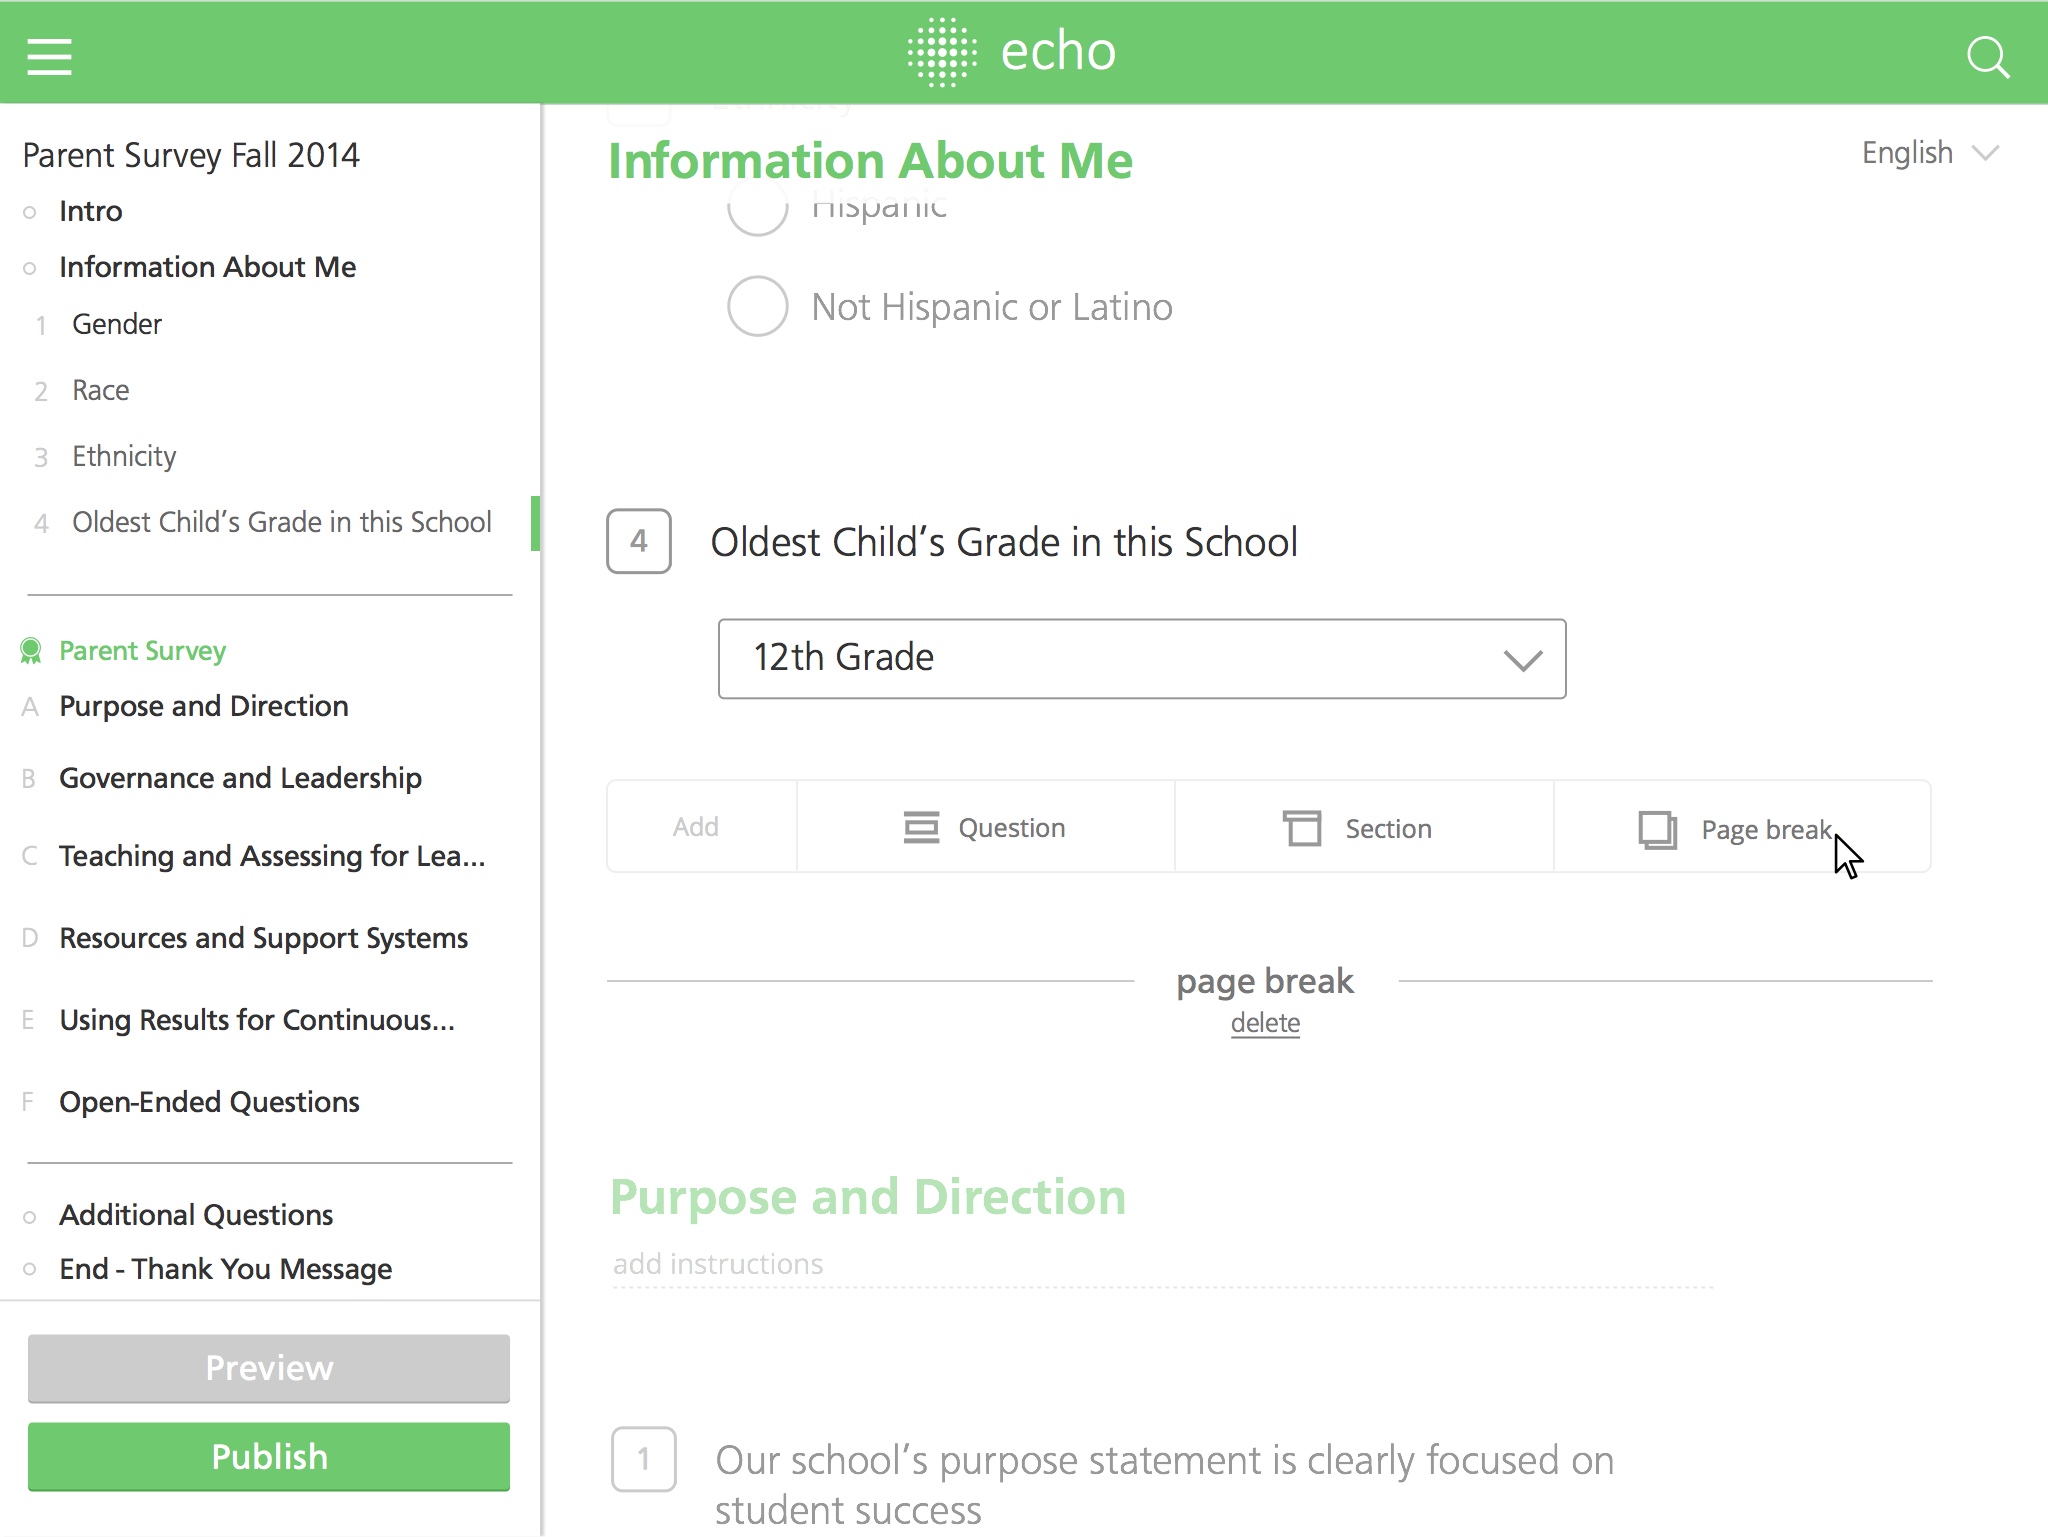 echo
Parent Survey Fall 2014
Intro
Information About Me
1 Gender
2 Race
3 Ethnicity
4 Oldest Child’s Grade in this School
Parent Survey
A Purpose and Direction
B Governance and Leadership
C Teaching and Assessing for Lea...
D Resources and Support Systems
E Using Results for Continuous...
F Open-Ended Questions
Additional Questions
End - Thank You Message
Preview
Publish
Ethnicity
Information About Me
English
Hispanic
Not Hispanic or Latino
4 Oldest Child’s Grade in this School
12th Grade
Add Question Section Page break
page break
delete
Purpose and Direction
add instructions
1 Our school’s purpose statement is clearly focused on
student success